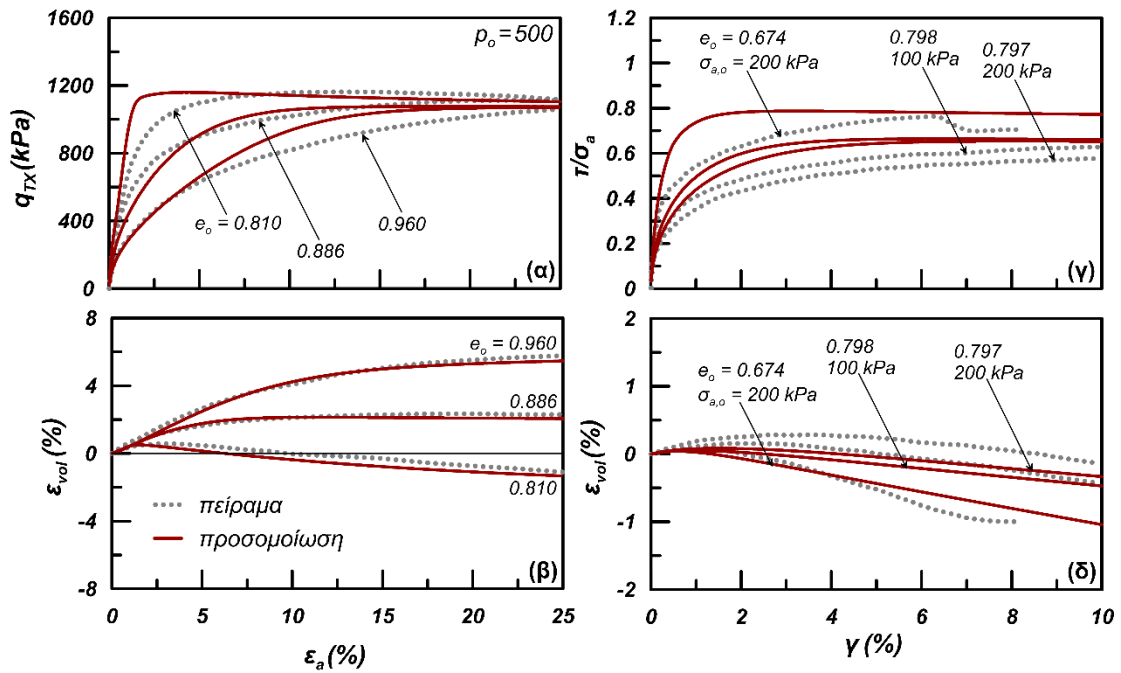 1600
1200
800
400
0
q_TX (kPa)
p_o = 500
e_o = 0.810
0.886
0.960
(α)
1.2
1
0.8
0.6
0.4
0.2
0
τ/σ_a
e_o = 0.674
σ_a,o = 200 kPa
0.798
100 kPa
0.797
200 kPa
(γ)
8
4
0
-4
-8
ε_vol (%)
e_o = 0.960
0.886
0.810
πείραμα
προσομοίωση
(β)
0 5 10 15 20 25
ε_a (%)
2
1
0
-1
-2
ε_vol (%)
e_o = 0.674
σ_a,o = 200 kPa
0.798
100 kPa
0.797
200 kPa
(δ)
0 2 4 6 8 10
γ (%)